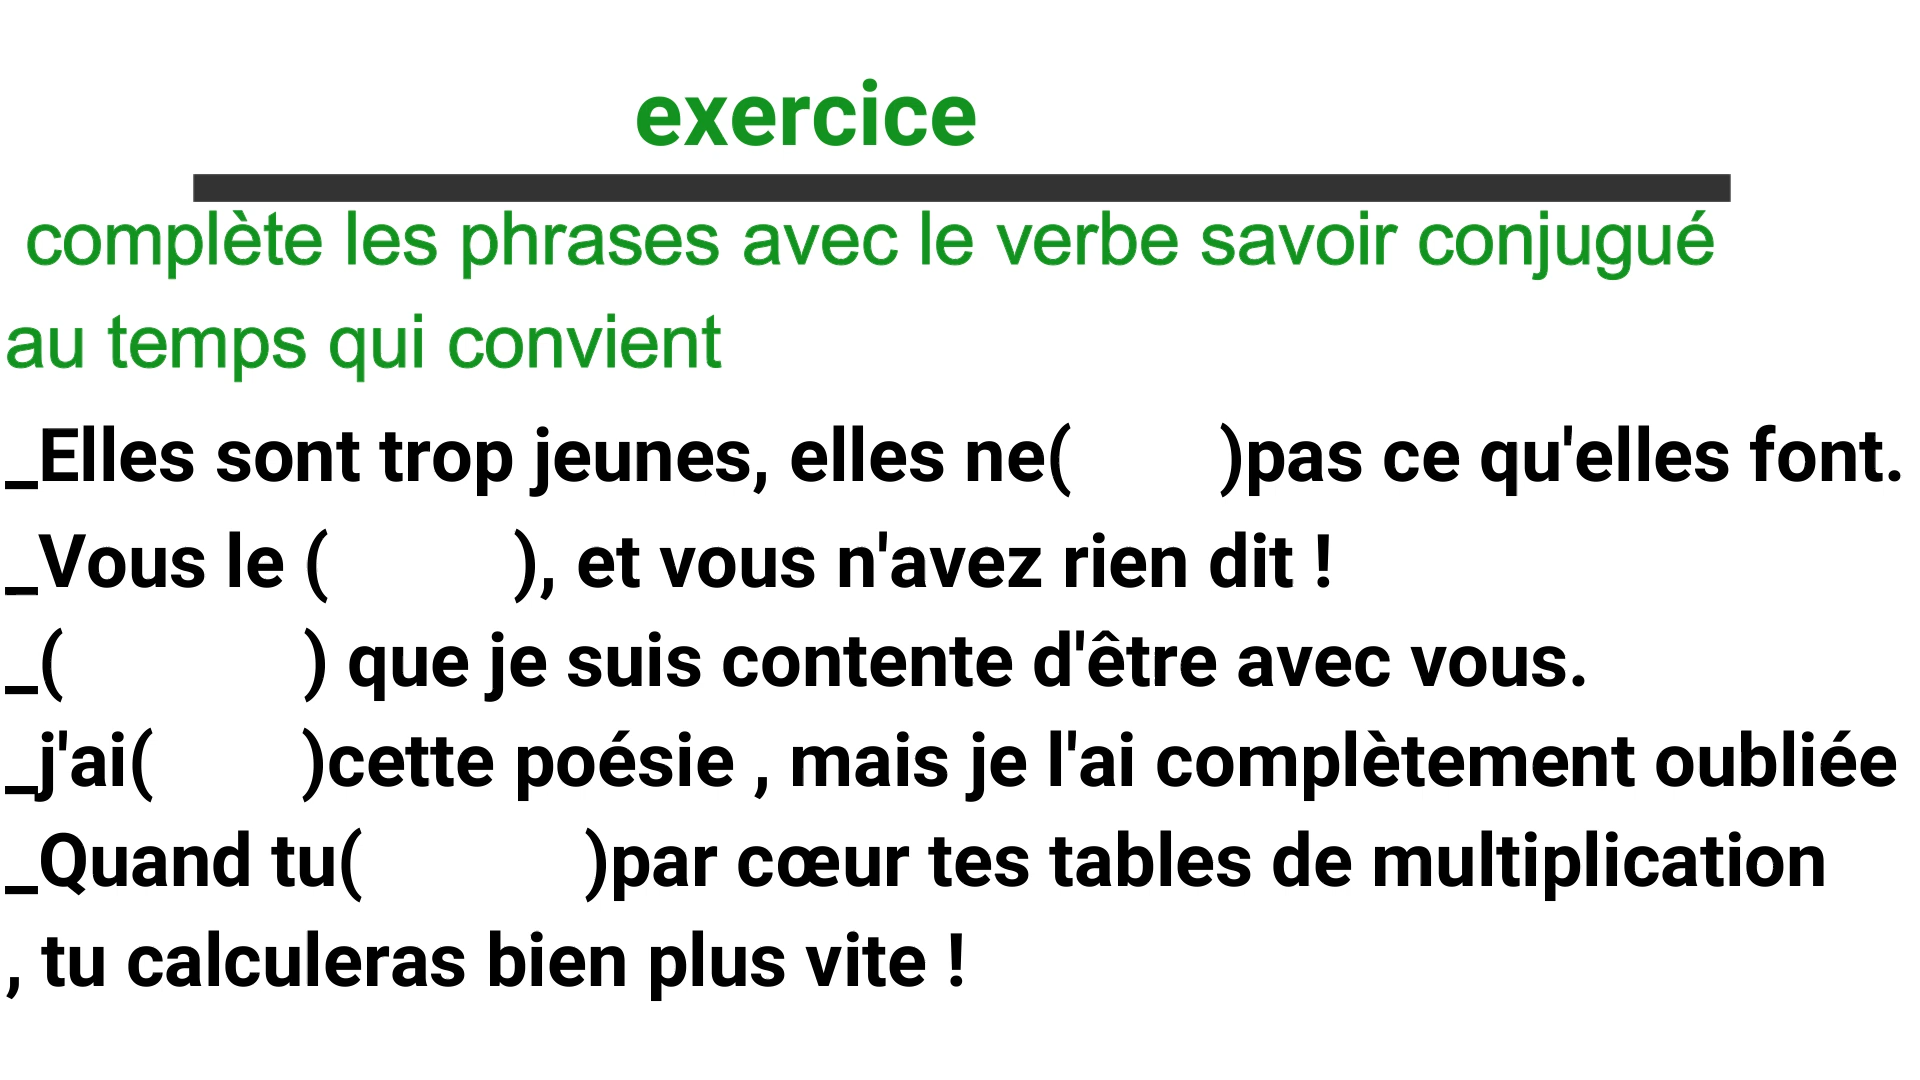 exercice
complète les phrases avec le verbe savoir conjugué
au temps qui convient
_Elles sont trop jeunes, elles ne( )pas ce qu'elles font.
_Vous le ( ), et vous n'avez rien dit !
_( ) que je suis contente d'être avec vous.
_j'ai( )cette poésie , mais je l'ai complètement oubliée
_Quand tu( )par cœur tes tables de multiplication
, tu calculeras bien plus vite !